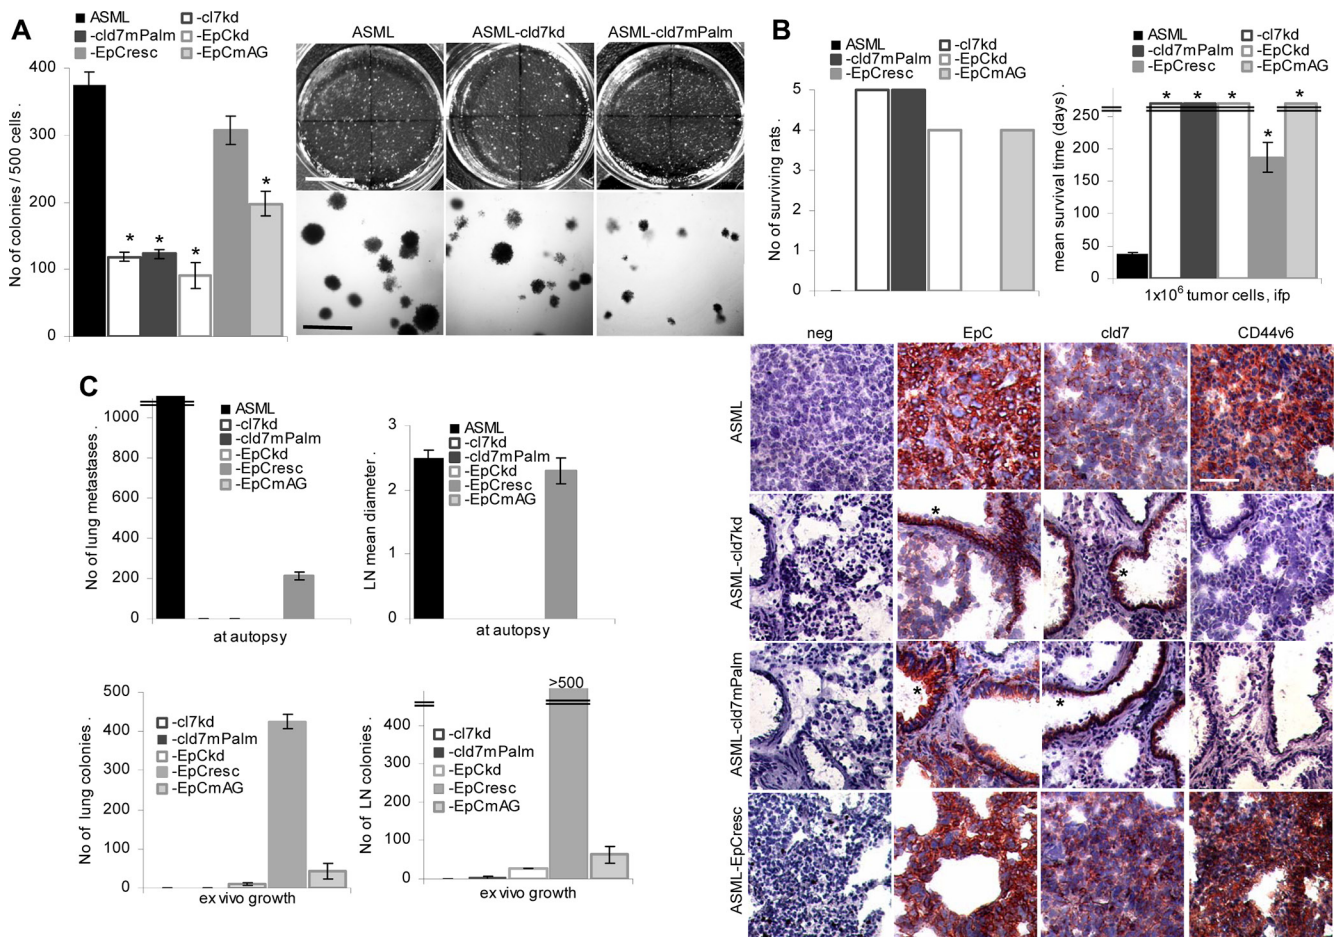 A
ASML
-cl7kd
-cld7mPalm
-EpCkd
-EpCresc
-EpCmAG
No of colonies / 500 cells .
400
300
200
100
0
*
*
*
*
ASML
ASML-cld7kd
ASML-cld7mPalm
B
ASML
-cl7kd
-cld7mPalm
-EpCkd
-EpCresc
-EpCmAG
No of surviving rats .
5
4
3
2
1
0
ASML
-cl7kd
-cld7mPalm
-EpCkd
-EpCresc
-EpCmAG
mean survival time (days) .
250
200
150
100
50
0
* * * * *
1x10⁶ tumor cells, ifp
neg
EpC
cld7
CD44v6
ASML
ASML-cld7kd
*
*
ASML-cld7mPalm
*
*
ASML-EpCresc
C
No of lung metastases .
1000
800
600
400
200
0
ASML
-cl7kd
-cld7mPalm
-EpCkd
-EpCresc
-EpCmAG
at autopsy
LN mean diameter .
3
2
1
0
ASML
-cl7kd
-cld7mPalm
-EpCkd
-EpCresc
-EpCmAG
at autopsy
No of lung colonies .
500
400
300
200
100
0
-cl7kd
-cld7mPalm
-EpCkd
-EpCresc
-EpCmAG
ex vivo growth
No of LN colonies .
400
300
200
100
0
>500
-cl7kd
-cld7mPalm
-EpCkd
-EpCresc
-EpCmAG
ex vivo growth